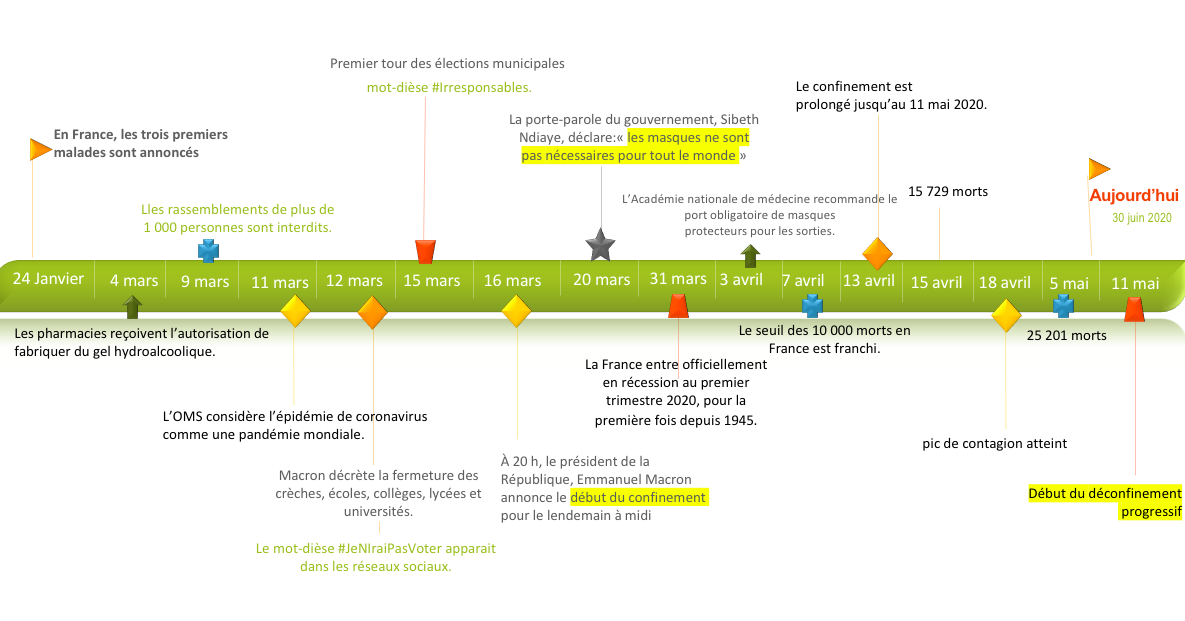 Premier tour des élections municipales
mot-dièse #Irresponsables.
Le confinement est
prolongé jusqu’au 11 mai 2020.
La porte-parole du gouvernement, Sibeth
Ndiaye, déclare:« les masques ne sont
pas nécessaires pour tout le monde »
En France, les trois premiers
malades sont annoncés
L’Académie nationale de médecine recommande le
port obligatoire de masques
protecteurs pour les sorties.
15 729 morts
Aujourd’hui
30 juin 2020
Lles rassemblements de plus de
1 000 personnes sont interdits.
24 Janvier 4 mars 9 mars 11 mars 12 mars 15 mars 16 mars 20 mars 31 mars 3 avril 7 avril 13 avril 15 avril 18 avril 5 mai 11 mai
Les pharmacies reçoivent l’autorisation de
fabriquer du gel hydroalcoolique.
Le seuil des 10 000 morts en
France est franchi.
25 201 morts
La France entre officiellement
en récession au premier
trimestre 2020, pour la
première fois depuis 1945.
L’OMS considère l’épidémie de coronavirus
comme une pandémie mondiale.
pic de contagion atteint
Macron décrète la fermeture des
crèches, écoles, collèges, lycées et
universités.
À 20 h, le président de la
République, Emmanuel Macron
annonce le début du confinement
pour le lendemain à midi
Début du déconfinement
progressif
Le mot-dièse #JeNIraiPasVoter apparait
dans les réseaux sociaux.